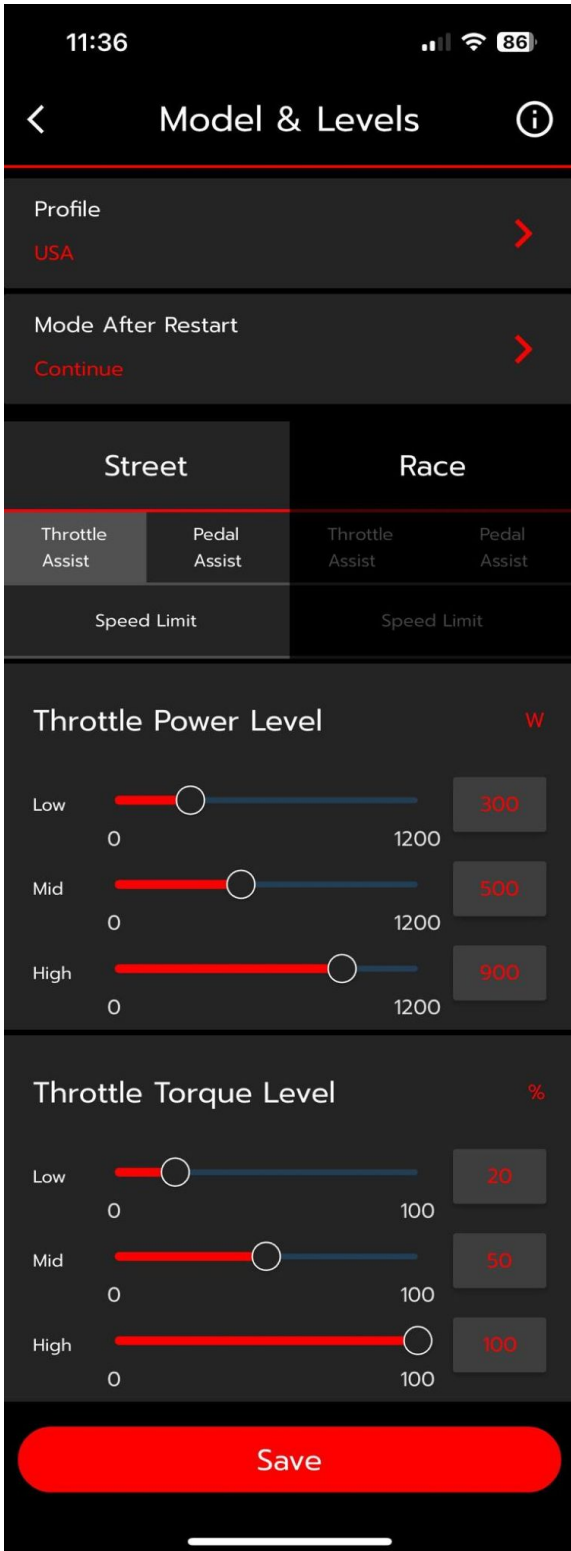 11:36 86
Model & Levels
Profile
USA
Mode After Restart
Continue
Street Race
Throttle Assist Pedal Assist Throttle Assist Pedal Assist
Speed Limit Speed Limit
Throttle Power Level W
Low 300
0 1200
Mid 500
0 1200
High 900
0 1200
Throttle Torque Level %
Low 20
0 100
Mid 50
0 100
High 100
0 100
Save